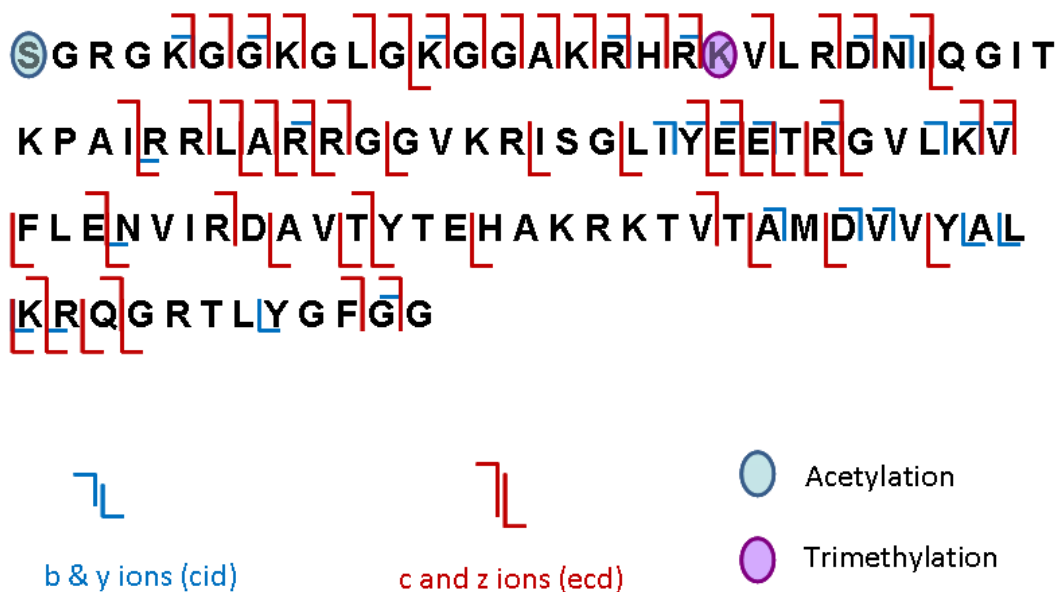 S G R G K G G K G L G K G G A K R H R K V L R D N I Q G I T
K P A I R R L A R R G G V K R I S G L I Y E E T R G V L K V
F L E N V I R D A V T Y T E H A K R K T V T A M D V V Y A L
K R Q G R T L Y G F G G
Acetylation
Trimethylation
b & y ions (cid)
c and z ions (ecd)